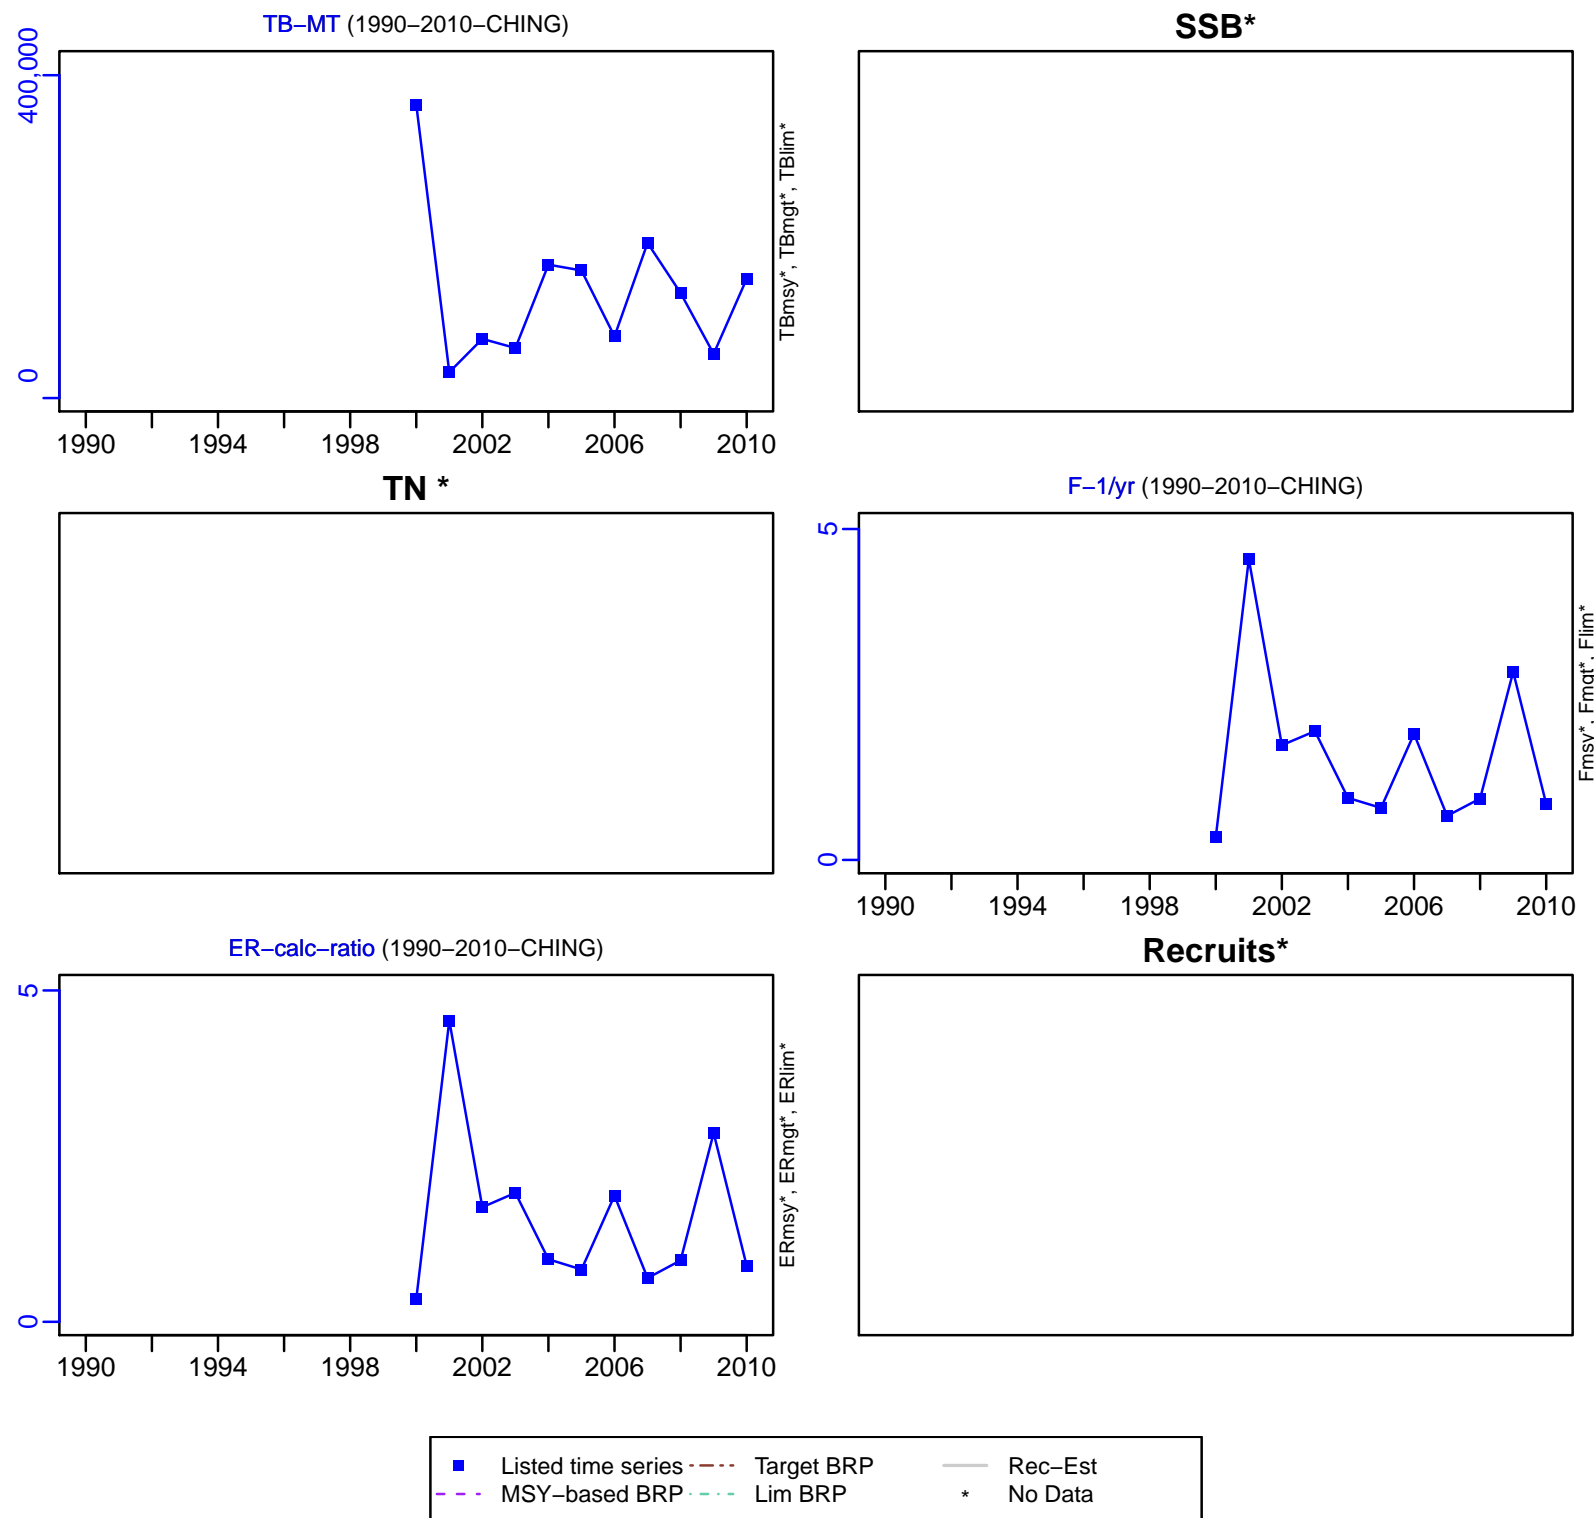 TB−MT (1990−2010−CHING)
400,000
0
1990 1994 1998 2002 2006 2010
TBmsy*, TBmgt*, TBlim*
SSB*
TN *
F−1/yr (1990−2010−CHING)
5
0
1990 1994 1998 2002 2006 2010
Fmsy*, Fmgt*, Flim*
ER−calc−ratio (1990−2010−CHING)
5
0
1990 1994 1998 2002 2006 2010
ERmsy*, ERmgt*, ERlim*
Recruits*
Listed time series Target BRP Rec−Est
MSY−based BRP Lim BRP * No Data